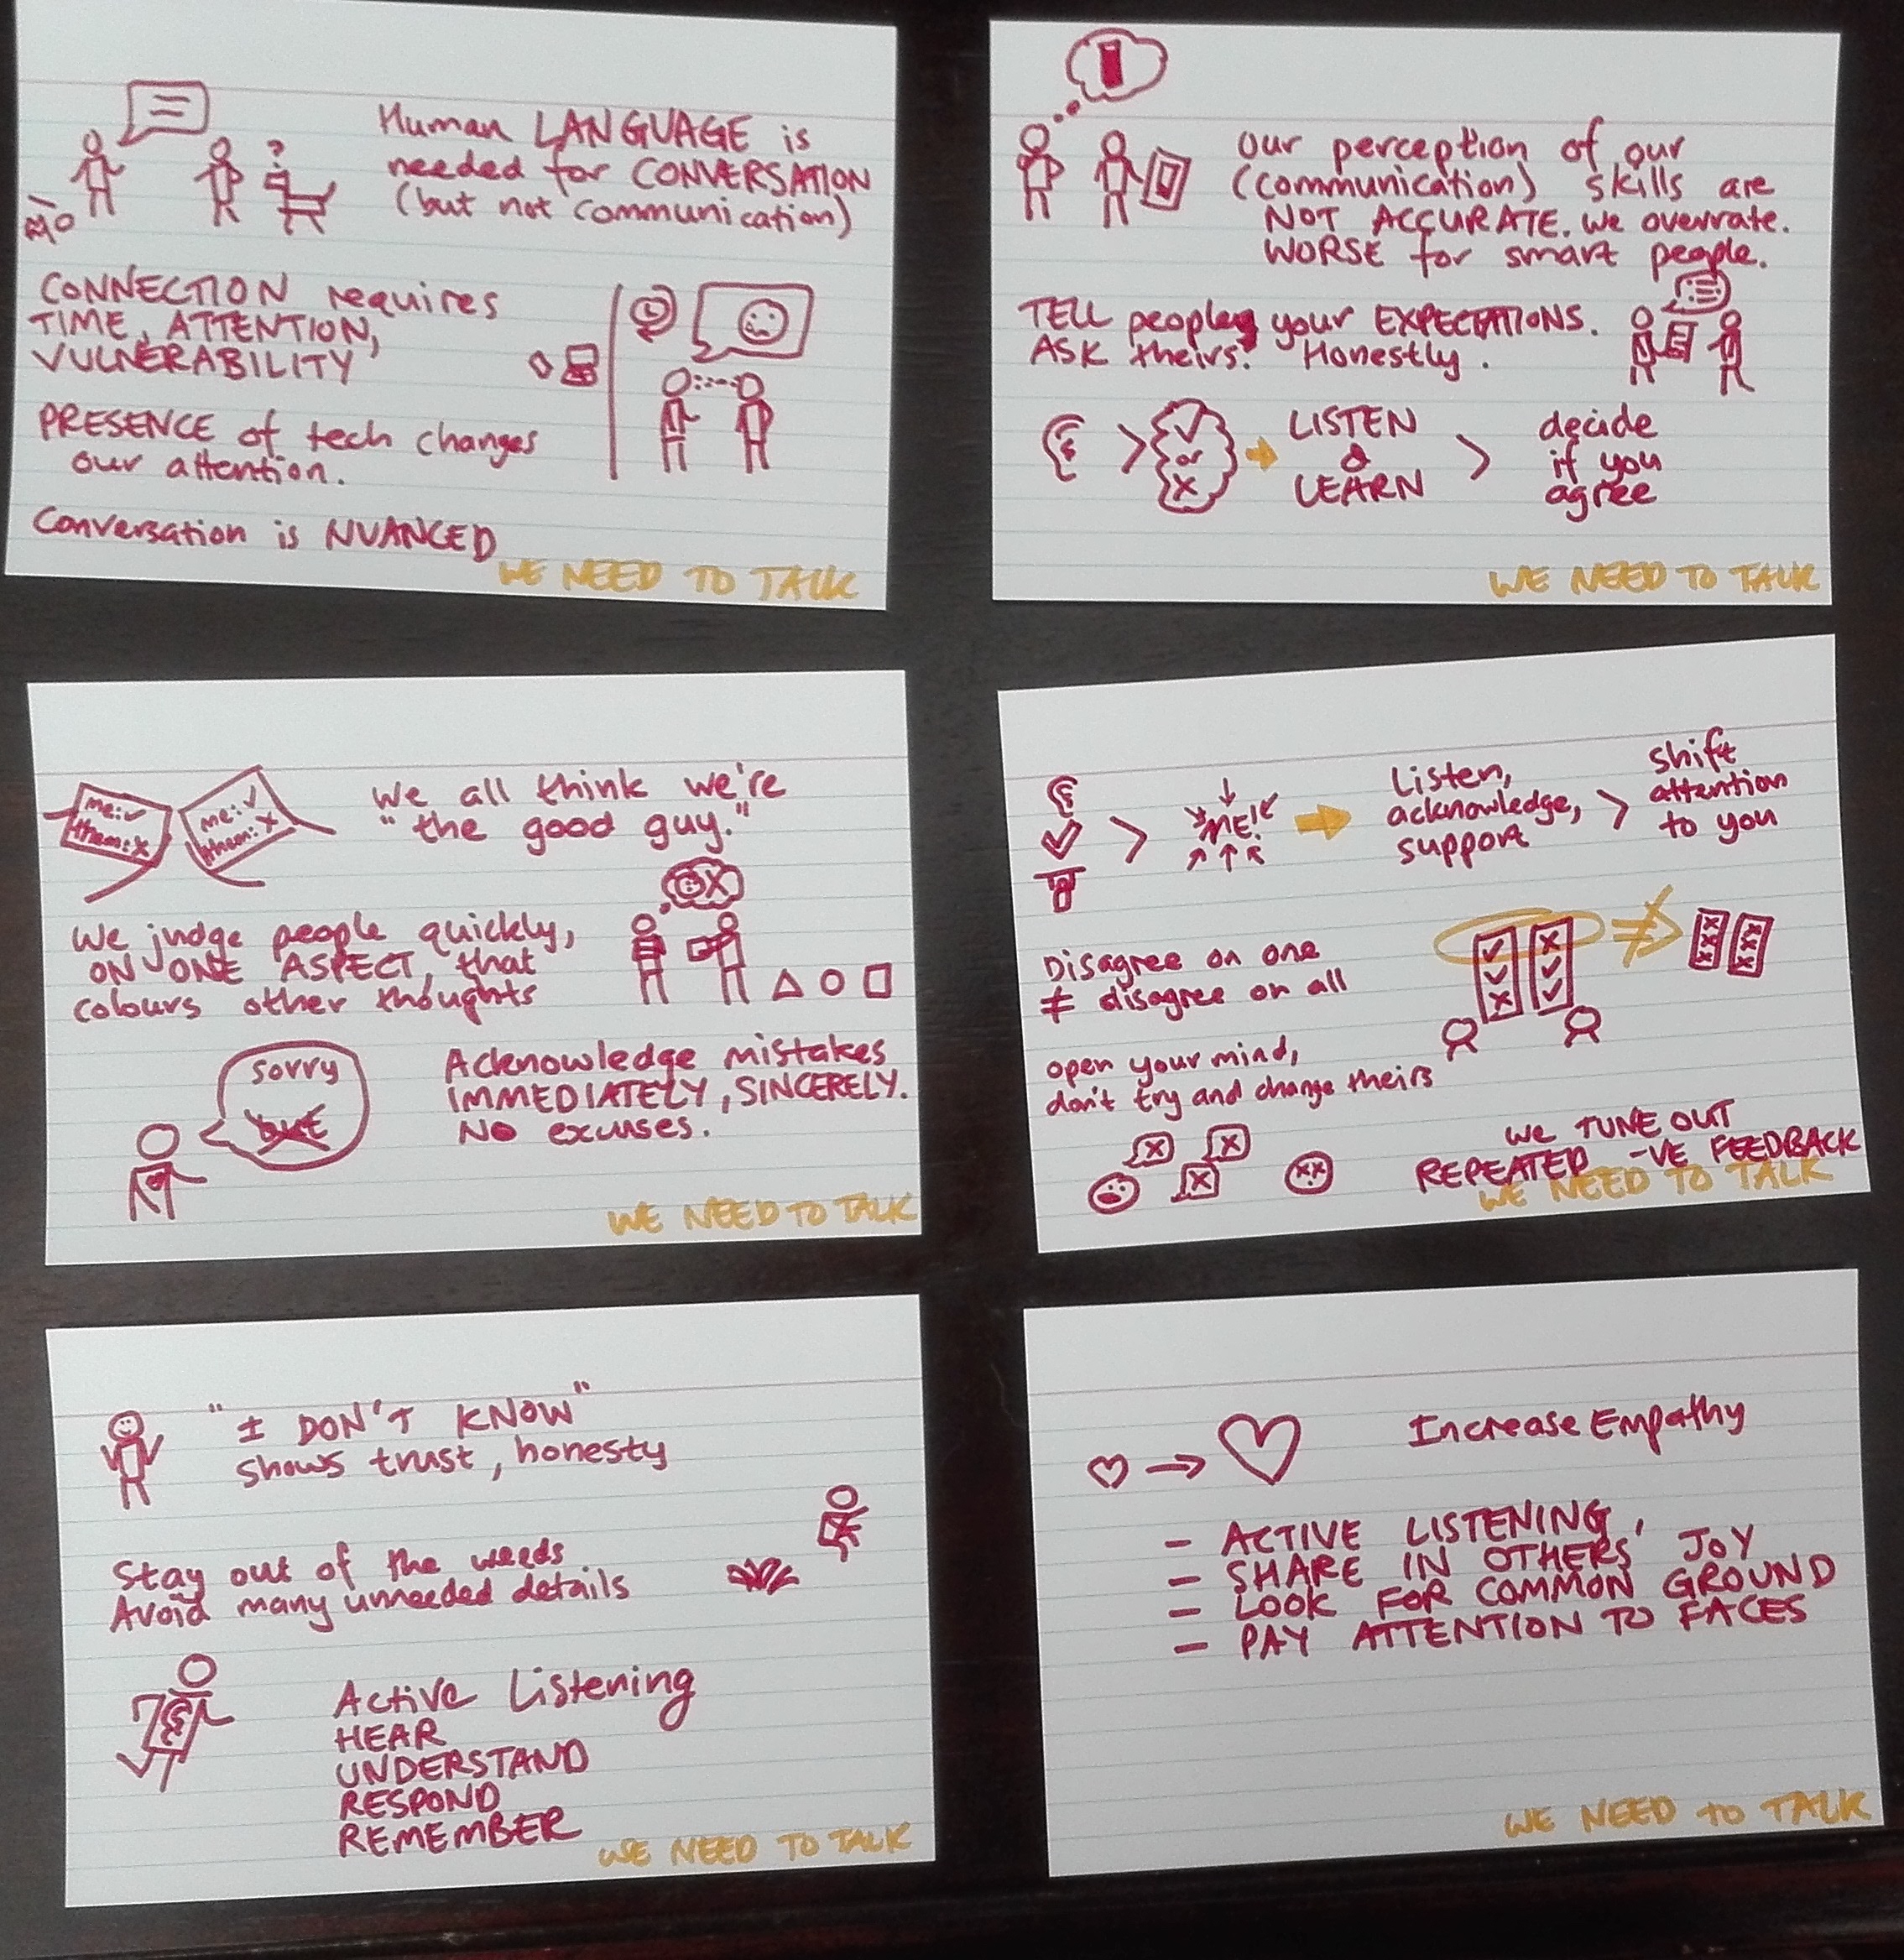 Human LANGUAGE is
needed for CONVERSATION
(but not communication)
?
CONNECTION requires
TIME, ATTENTION,
VULNERABILITY
PRESENCE of tech changes
our attention.
Conversation is NUANCED
WE NEED TO TALK
our perception of our
(communication) skills are
NOT ACCURATE. We overrate.
WORSE for smart people.
TELL people your EXPECTATIONS.
ASK theirs. Honestly.
> ✓ or X → LISTEN & LEARN > decide
if you
agree
WE NEED TO TALK
me:✓
them:x
me:✓
them:x
We all think we're
"the good guy."
We judge people quickly,
ON ONE ASPECT, that
colours other thoughts
sorry
but
Acknowledge mistakes
IMMEDIATELY, SINCERELY.
NO excuses.
WE NEED TO TALK
> ME! → Listen,
acknowledge,
support
> shift
attention
to you
Disagree on one
≠ disagree on all
open your mind,
don't try and change theirs
We TUNE OUT
REPEATED -VE FEEDBACK
WE NEED TO TALK
"I DON'T KNOW"
shows trust, honesty
Stay out of the weeds.
Avoid many unneeded details
Active Listening
HEAR
UNDERSTAND
RESPOND
REMEMBER
WE NEED TO TALK
Increase Empathy
- ACTIVE LISTENING
- SHARE IN OTHERS' JOY
- LOOK FOR COMMON GROUND
- PAY ATTENTION TO FACES
WE NEED TO TALK